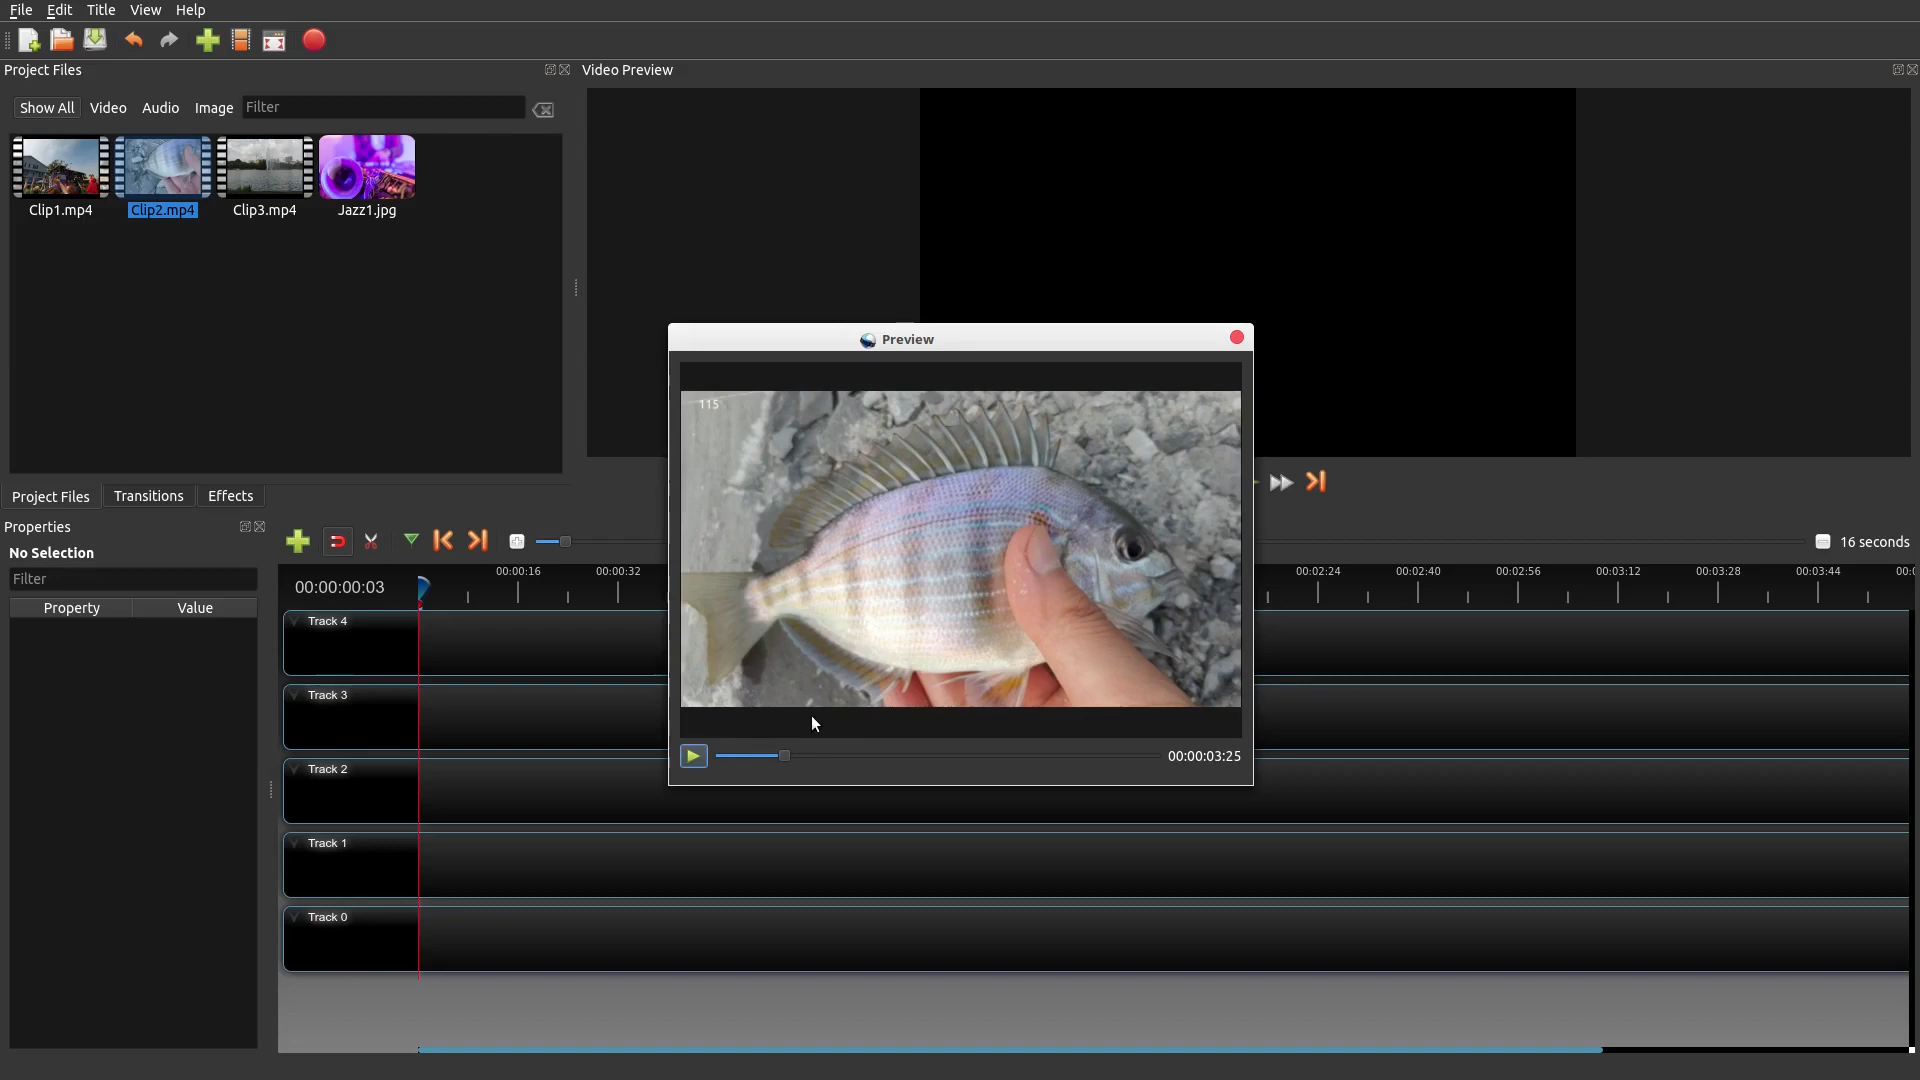 File Edit Title View Help
Project Files
Video Preview
Show All Video Audio Image Filter
Clip1.mp4 Clip2.mp4 Clip3.mp4 Jazz1.jpg
Preview
115
00:00:03:25
Project Files Transitions Effects
Properties
No Selection
Filter
Property Value
16 seconds
00:00:00:03
00:00:16 00:00:32 00:02:24 00:02:40 00:02:56 00:03:12 00:03:28 00:03:44
Track 4
Track 3
Track 2
Track 1
Track 0